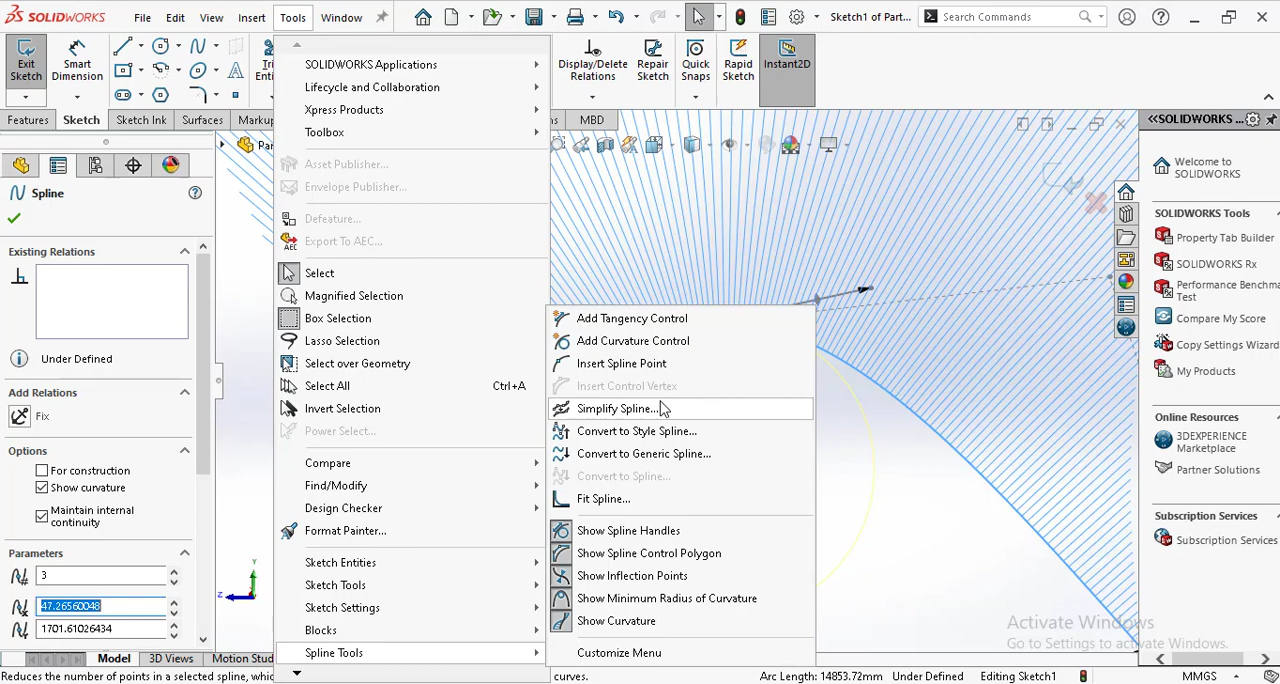 SOLIDWORKS
File
Edit
View
Insert
Tools
Window
Sketch1 of Part...
Search Commands
Exit
Sketch
Smart
Dimension
Display/Delete
Relations
Repair
Sketch
Quick
Snaps
Rapid
Sketch
Instant2D
Features
Sketch
Sketch Ink
Surfaces
MBD
Spline
Existing Relations
Under Defined
Add Relations
Fix
Options
For construction
Show curvature
Maintain internal
continuity
Parameters
3
47.26560048
1701.61026434
SOLIDWORKS Applications
Lifecycle and Collaboration
Xpress Products
Toolbox
Asset Publisher...
Envelope Publisher...
Defeature...
Export To AEC...
Select
Magnified Selection
Box Selection
Lasso Selection
Select over Geometry
Select All Ctrl+A
Invert Selection
Power Select...
Compare
Find/Modify
Design Checker
Format Painter...
Sketch Entities
Sketch Tools
Sketch Settings
Blocks
Spline Tools
Add Tangency Control
Add Curvature Control
Insert Spline Point
Insert Control Vertex
Simplify Spline...
Convert to Style Spline...
Convert to Generic Spline...
Convert to Spline...
Fit Spline...
Show Spline Handles
Show Spline Control Polygon
Show Inflection Points
Show Minimum Radius of Curvature
Show Curvature
Customize Menu
Y
Z
<<SOLIDWORKS ...
Welcome to
SOLIDWORKS
SOLIDWORKS Tools
Property Tab Builder
SOLIDWORKS Rx
Performance Benchma
Test
Compare My Score
Copy Settings Wizard
My Products
Online Resources
3DEXPERIENCE
Marketplace
Partner Solutions
Subscription Services
Subscription Services
Activate Windows
Go to Settings to activate Windows.
Model
3D Views
Motion Stud
Reduces the number of points in a selected spline, whic
curves.
Arc Length: 14853.72mm
Under Defined
Editing Sketch1
MMGS